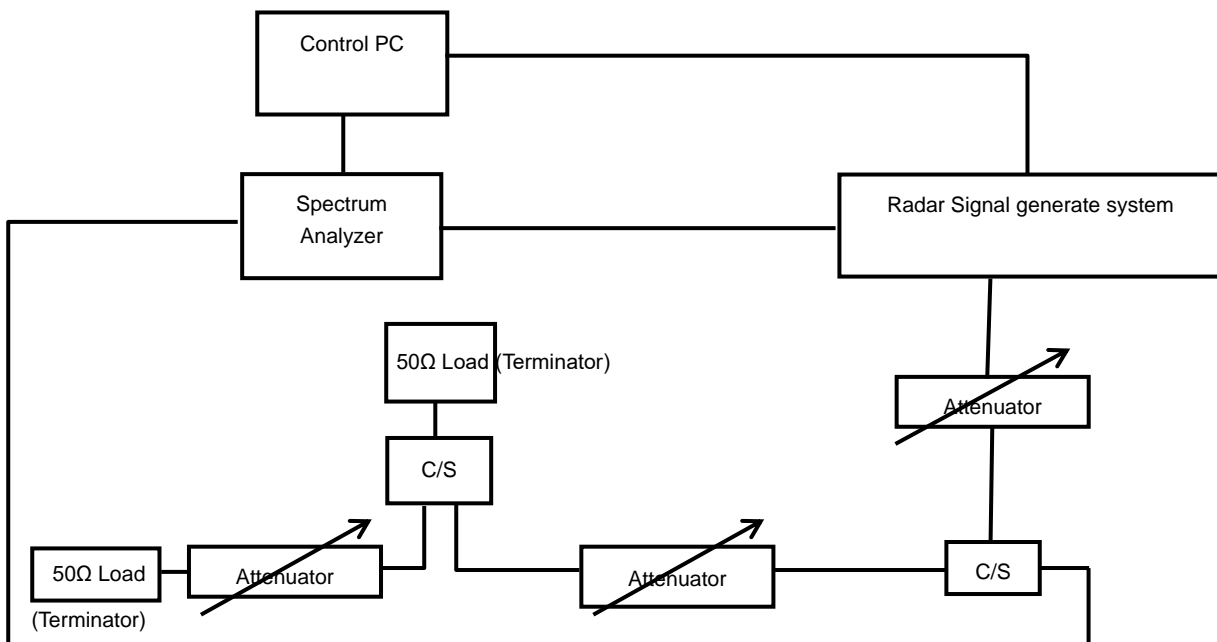 Control PC
Spectrum
Analyzer
Radar Signal generate system
50Ω Load (Terminator)
Attenuator
C/S
50Ω Load
(Terminator)
Attenuator
Attenuator
C/S